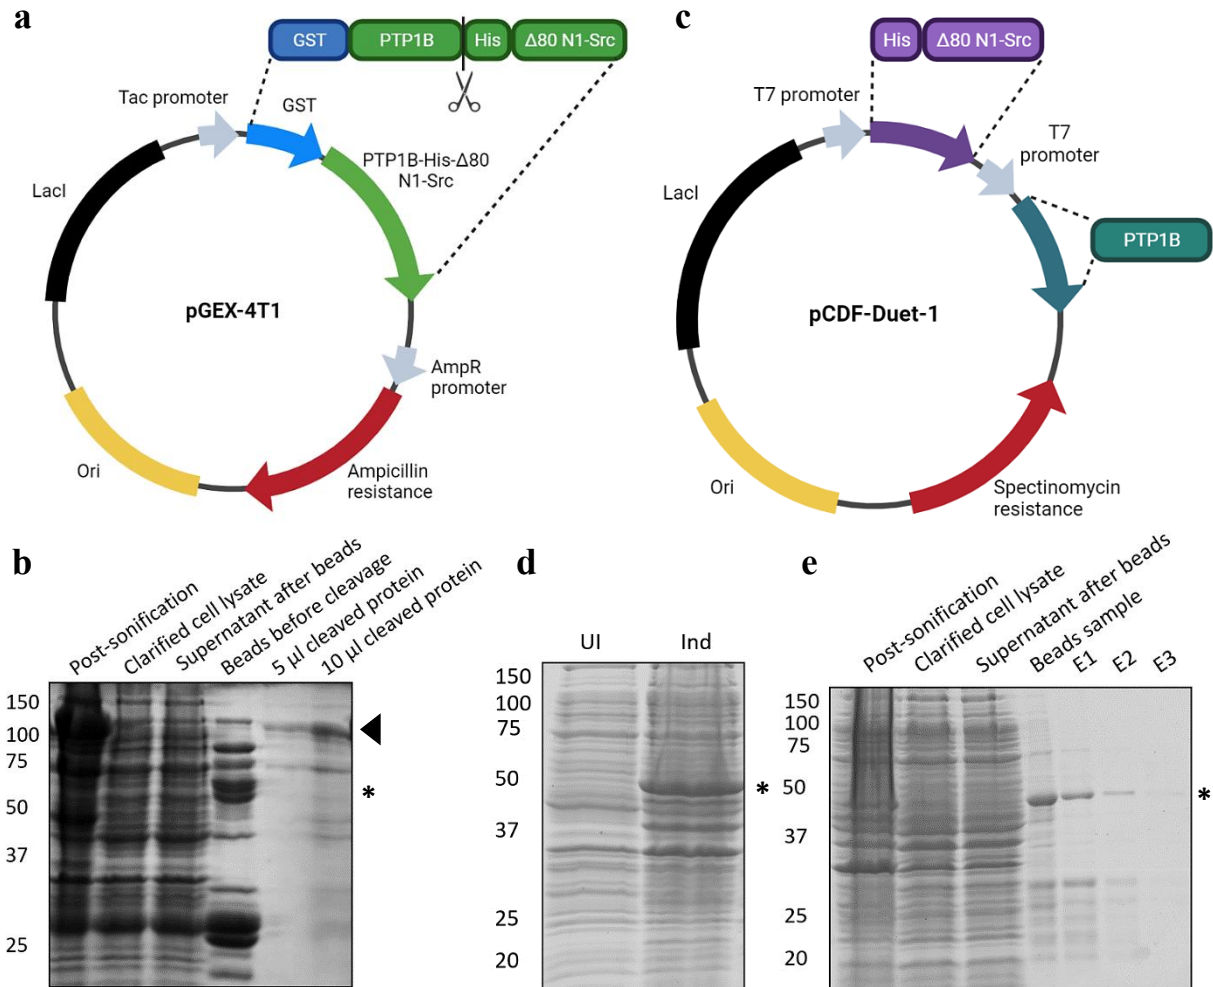 a
GST PTP1B His Δ80 N1-Src
Tac promoter
GST
PTP1B-His-Δ80
N1-Src
LacI
pGEX-4T1
AmpR
promoter
Ori
Ampicillin
resistance
c
His Δ80 N1-Src
T7 promoter
T7
promoter
LacI
PTP1B
pCDF-Duet-1
Ori
Spectinomycin
resistance
b
Post-sonification
Clarified cell lysate
Supernatant after beads
Beads before cleavage
5 µl cleaved protein
10 µl cleaved protein
150
100
75
50
37
25
*
d
UI Ind
150
100
75
50
37
25
20
*
e
Post-sonification
Clarified cell lysate
Supernatant after beads
Beads sample
E1
E2
E3
150
100
75
50
37
25
20
*